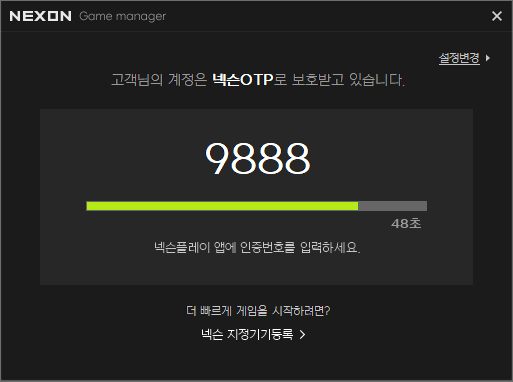 NEXON Game manager
설정변경
고객님의 계정은 넥슨OTP로 보호받고 있습니다.
9888
48초
넥슨플레이 앱에 인증번호를 입력하세요.
더 빠르게 게임을 시작하려면?
넥슨 지정기기등록 >